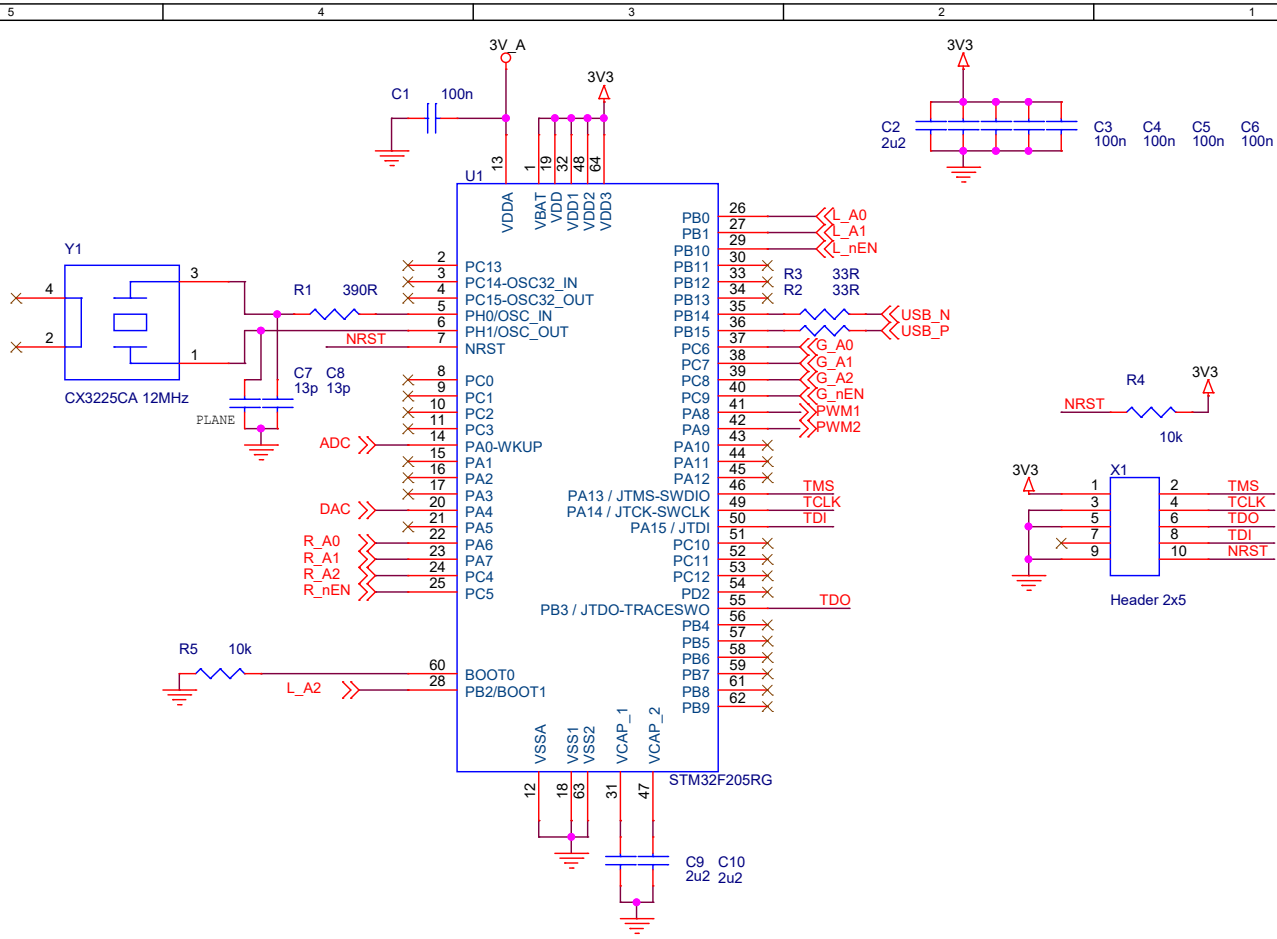 5 4 3 2 1
3V_A
3V3
C1 100n
13 1 19 32 48 64
U1
VDDA VBAT VDD VDD1 VDD2 VDD3
3V3
C2
2u2
C3 C4 C5 C6
100n 100n 100n 100n
Y1
4
2
3
1
CX3225CA 12MHz
R1 390R
NRST
C7 C8
13p 13p
PLANE
2 PC13
3 PC14-OSC32_IN
4 PC15-OSC32_OUT
5 PH0/OSC_IN
6 PH1/OSC_OUT
7 NRST
8 PC0
9 PC1
10 PC2
11 PC3
ADC 14 PA0-WKUP
15 PA1
16 PA2
17 PA3
DAC 20 PA4
21 PA5
R_A0 22 PA6
R_A1 23 PA7
R_A2 24 PC4
R_nEN 25 PC5
R5 10k
60 BOOT0
L_A2 28 PB2/BOOT1
PB0 26 L_A0
PB1 27 L_A1
PB10 29 L_nEN
PB11 30
PB12 33
PB13 34
R3 33R
R2 33R
PB14 35 USB_N
PB15 36 USB_P
PC6 37 G_A0
PC7 38 G_A1
PC8 39 G_A2
PC9 40 G_nEN
PA8 41 PWM1
PA9 42 PWM2
PA10 43
PA11 44
PA12 45
PA13 / JTMS-SWDIO 46 TMS
PA14 / JTCK-SWCLK 49 TCLK
PA15 / JTDI 50 TDI
PC10 51
PC11 52
PC12 53
PD2 54
PB3 / JTDO-TRACESWO 55 TDO
PB4 56
PB5 57
PB6 58
PB7 59
PB8 61
PB9 62
VSSA VSS1 VSS2 VCAP_1 VCAP_2
STM32F205RG
12 18 63 31 47
C9 C10
2u2 2u2
R4
3V3
NRST
10k
3V3
X1
1 2 TMS
3 4 TCLK
5 6 TDO
7 8 TDI
9 10 NRST
Header 2x5